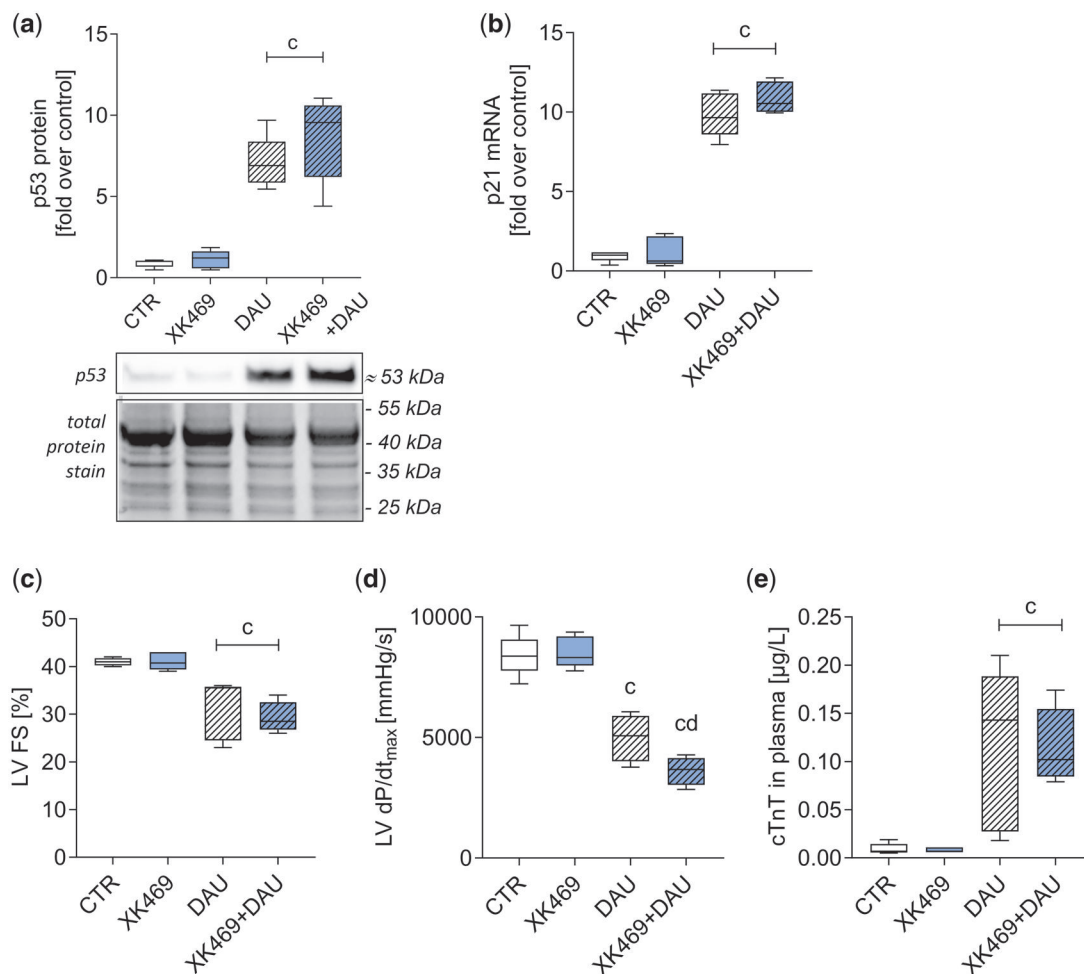 (a)
p53 protein
[fold over control]
15
10
5
0
c
CTR
XK469
DAU
XK469
+DAU
p53
≈ 53 kDa
total
protein
stain
- 55 kDa
- 40 kDa
- 35 kDa
- 25 kDa
(b)
p21 mRNA
[fold over control]
15
10
5
0
c
CTR
XK469
DAU
XK469+DAU
(c)
LV FS [%]
50
40
30
20
10
0
c
CTR
XK469
DAU
XK469+DAU
(d)
LV dP/dtmax [mmHg/s]
10000
5000
0
c
cd
CTR
XK469
DAU
XK469+DAU
(e)
cTnT in plasma [µg/L]
0.25
0.20
0.15
0.10
0.05
0.00
c
CTR
XK469
DAU
XK469+DAU